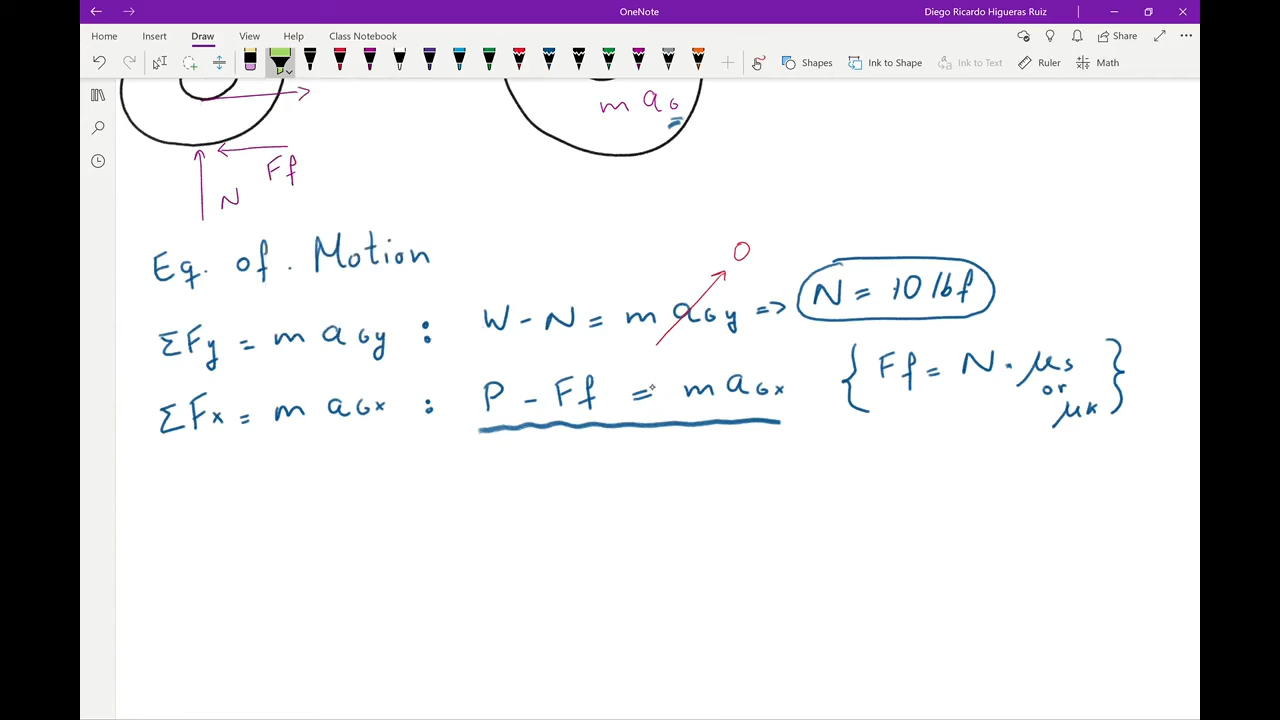 OneNote
Diego Ricardo Higueras Ruiz
Home Insert Draw View Help Class Notebook Share
Shapes Ink to Shape Ink to Text Ruler Math
m aG
Ff
N
Eq. of. Motion
0
ΣFy = m aGy : W - N = m aGy => N = 10 lbf
ΣFx = m aGx : P - Ff = m aGx { Ff = N · μs or μk }